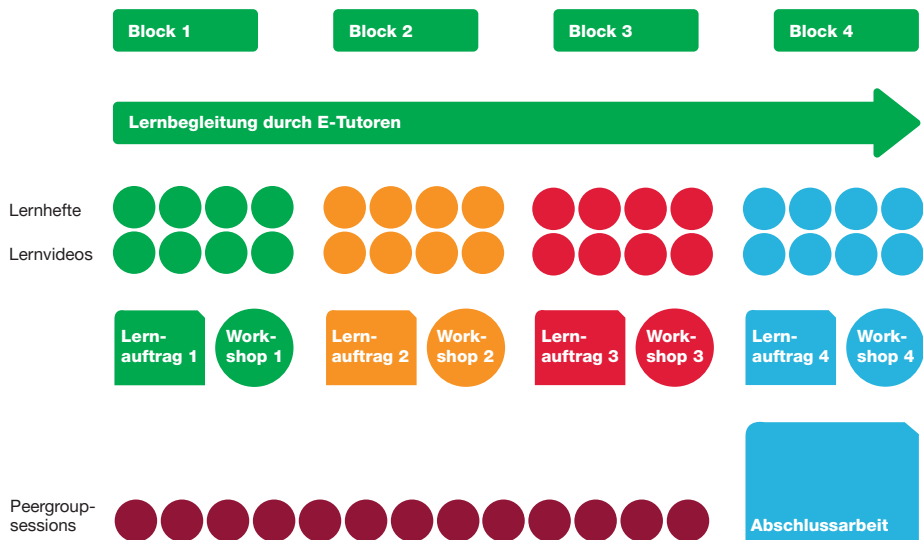 Block 1
Block 2
Block 3
Block 4
Lernbegleitung durch E-Tutoren
Lernhefte
Lernvideos
Lern-
auftrag 1
Work-
shop 1
Lern-
auftrag 2
Work-
shop 2
Lern-
auftrag 3
Work-
shop 3
Lern-
auftrag 4
Work-
shop 4
Peergroup-
sessions
Abschlussarbeit